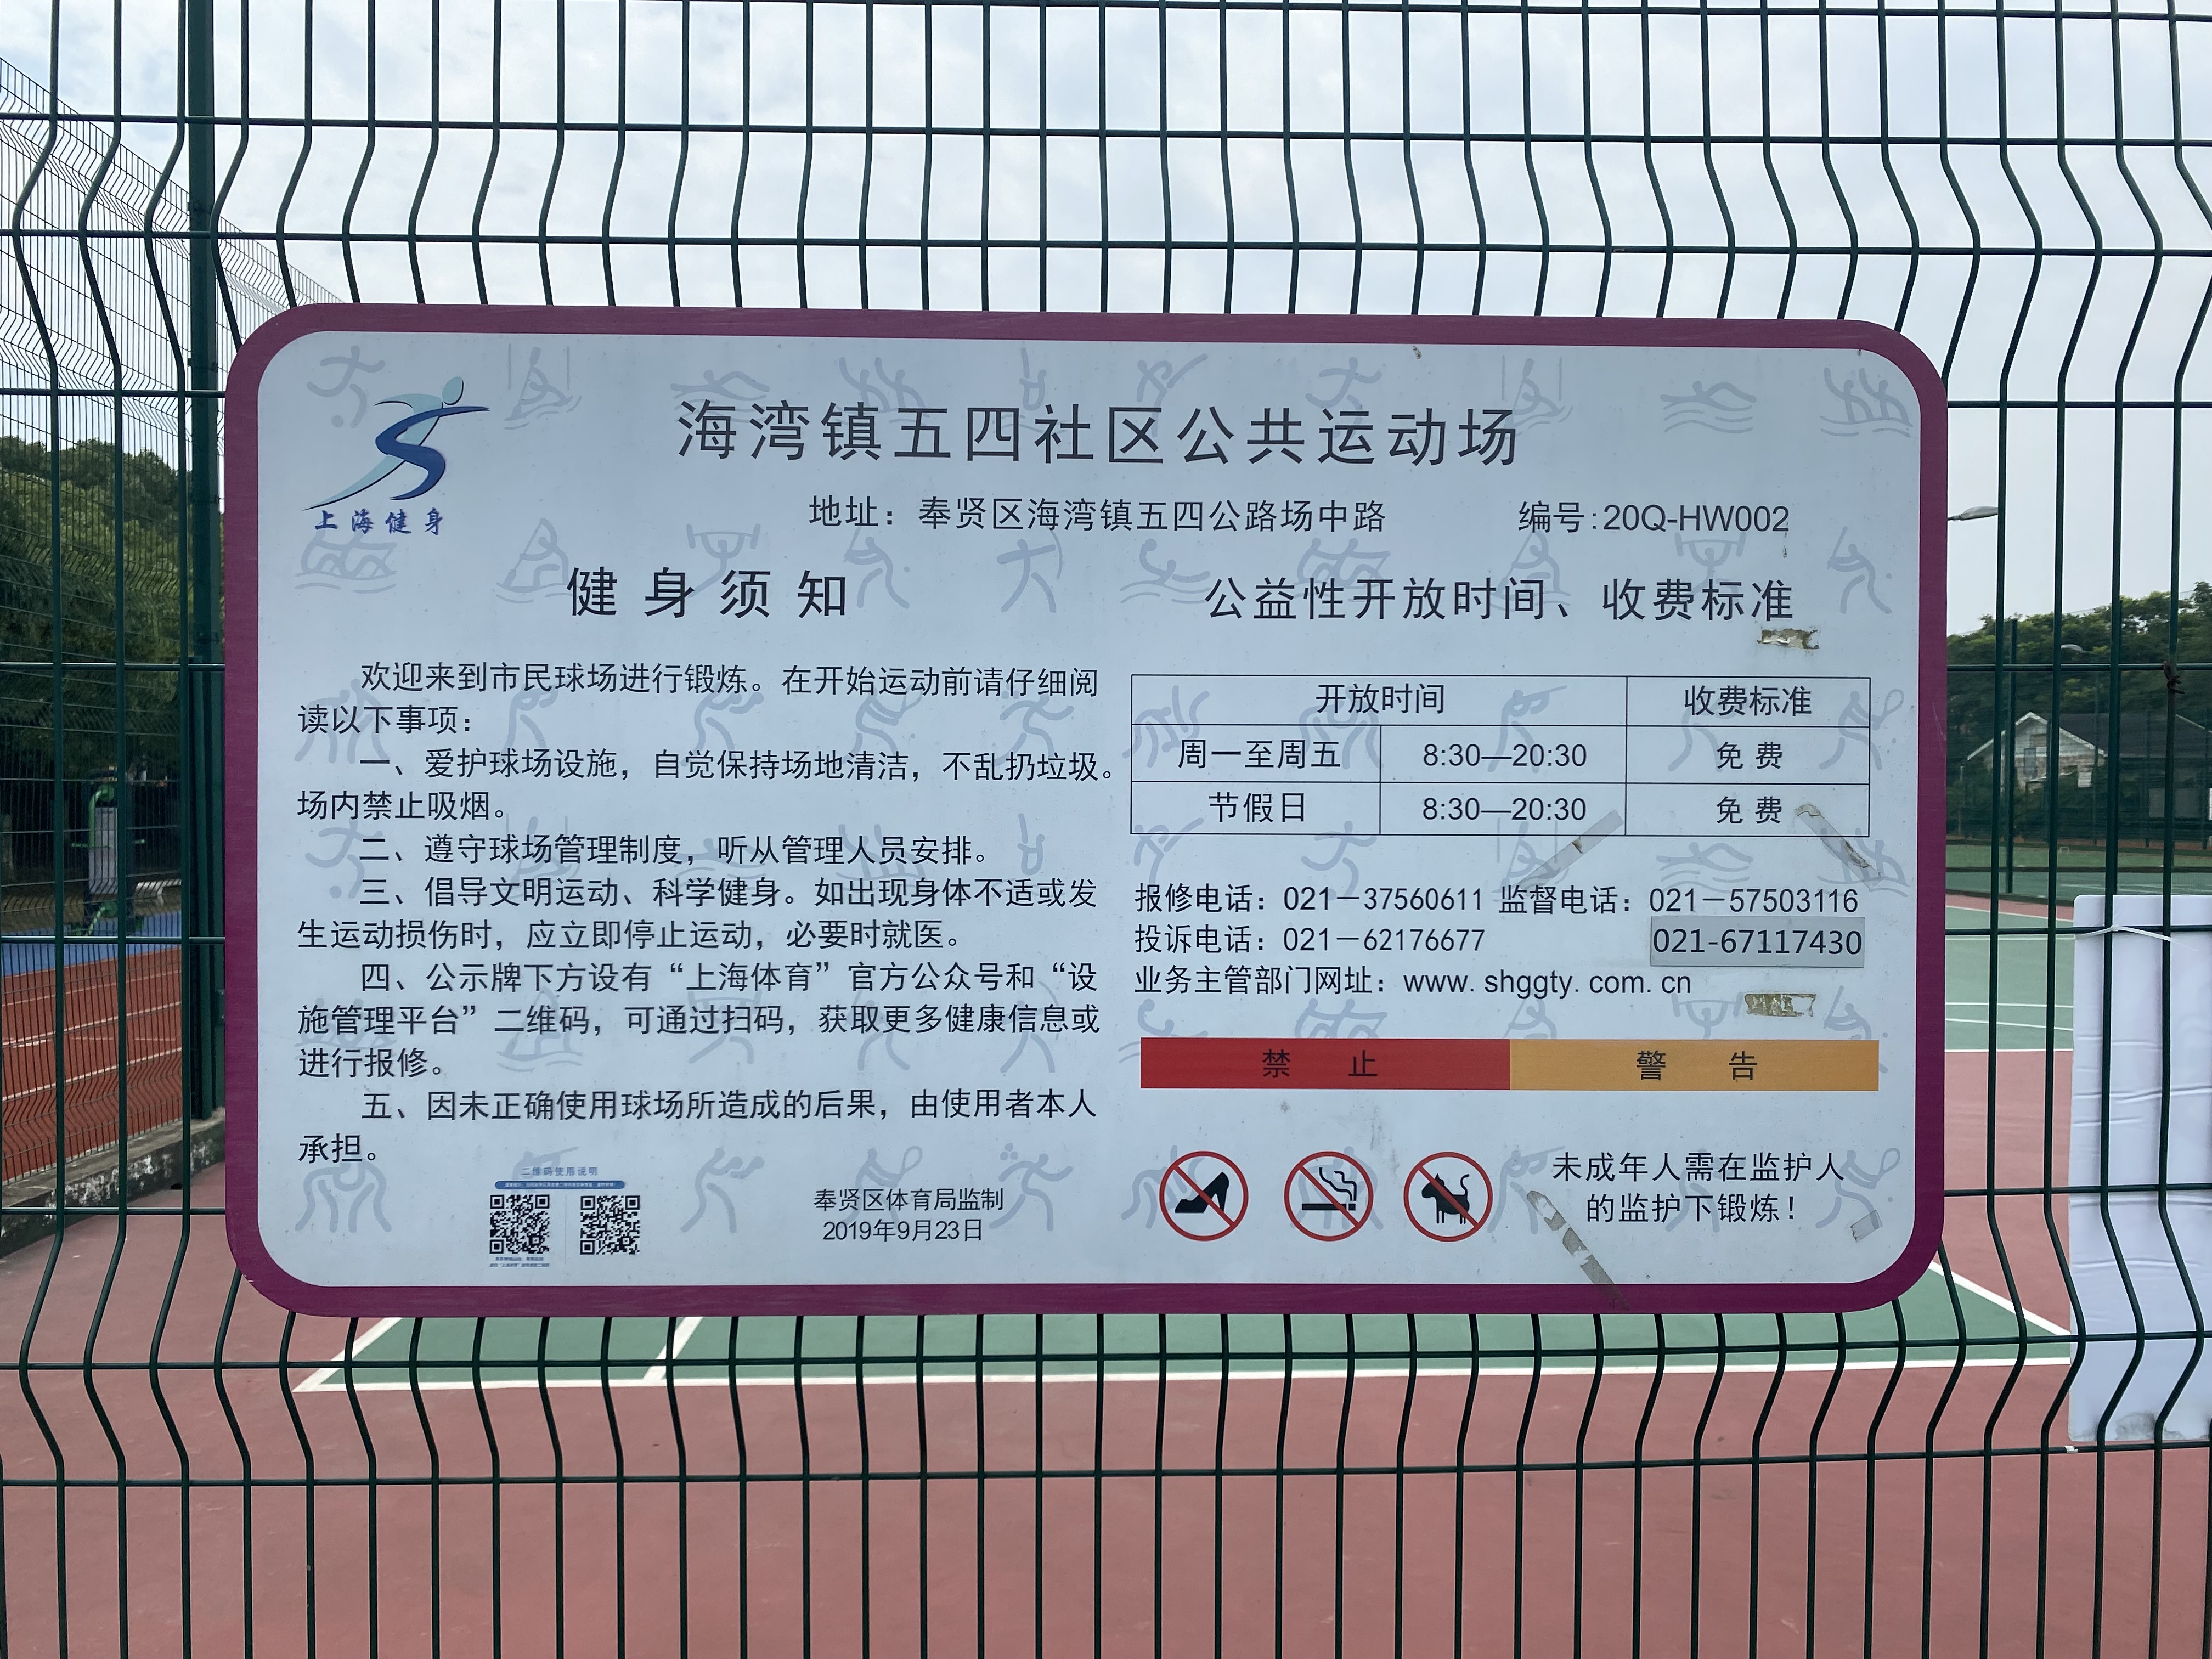 上海健身
海湾镇五四社区公共运动场
地址：奉贤区海湾镇五四公路场中路 编号:20Q-HW002
健身须知
欢迎来到市民球场进行锻炼。在开始运动前请仔细阅
读以下事项：
一、爱护球场设施，自觉保持场地清洁，不乱扔垃圾。
场内禁止吸烟。
二、遵守球场管理制度，听从管理人员安排。
三、倡导文明运动、科学健身。如出现身体不适或发
生运动损伤时，应立即停止运动，必要时就医。
四、公示牌下方设有“上海体育”官方公众号和“设
施管理平台”二维码，可通过扫码，获取更多健康信息或
进行报修。
五、因未正确使用球场所造成的后果，由使用者本人
承担。
二维码使用说明
奉贤区体育局监制
2019年9月23日
公益性开放时间、收费标准
开放时间 收费标准
周一至周五 8:30—20:30 免费
节假日 8:30—20:30 免费
报修电话：021－37560611 监督电话：021－57503116
投诉电话：021－62176677 021-67117430
业务主管部门网址：www.shggty.com.cn
禁止 警告
未成年人需在监护人
的监护下锻炼！